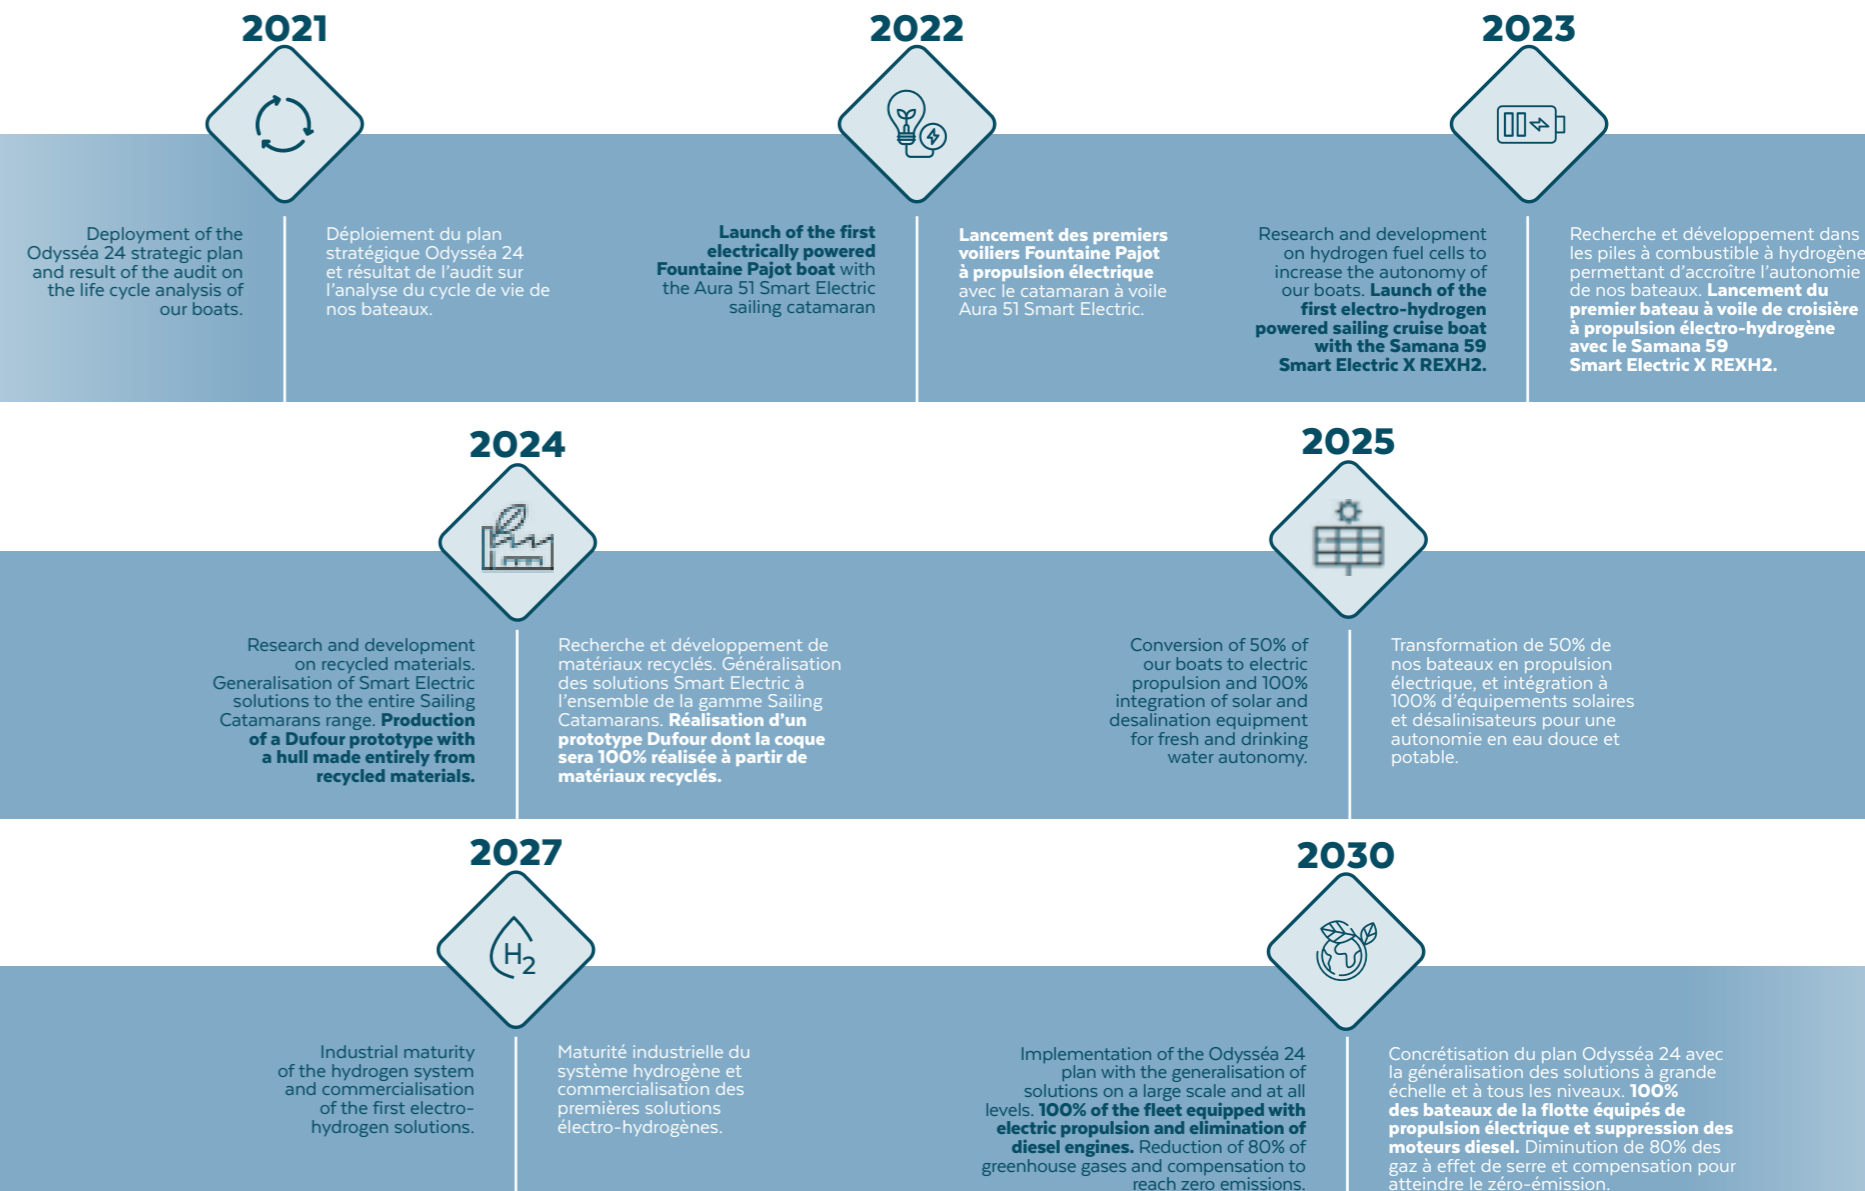 2021
Deployment of the
Odysséa 24 strategic plan
and result of the audit on
the life cycle analysis of
our boats.
Déploiement du plan
stratégique Odysséa 24
et résultat de l'audit sur
l'analyse du cycle de vie de
nos bateaux.
2022
Launch of the first
electrically powered
Fountaine Pajot boat with
the Aura 51 Smart Electric
sailing catamaran
Lancement des premiers
voiliers Fountaine Pajot
à propulsion électrique
avec le catamaran à voile
Aura 51 Smart Electric.
2023
Research and development
on hydrogen fuel cells to
increase the autonomy of
our boats. Launch of the
first electro-hydrogen
powered sailing cruise boat
with the Samana 59
Smart Electric X REXH2.
Recherche et développement dans
les piles à combustible à hydrogène
permettant d'accroître l'autonomie
de nos bateaux. Lancement du
premier bateau à voile de croisière
à propulsion électro-hydrogène
avec le Samana 59
Smart Electric X REXH2.
2024
Research and development
on recycled materials.
Generalisation of Smart Electric
solutions to the entire Sailing
Catamarans range. Production
of a Dufour prototype with
a hull made entirely from
recycled materials.
Recherche et développement de
matériaux recyclés. Généralisation
des solutions Smart Electric à
l'ensemble de la gamme Sailing
Catamarans. Réalisation d'un
prototype Dufour dont la coque
sera 100% réalisée à partir de
matériaux recyclés.
2025
Conversion of 50% of
our boats to electric
propulsion and 100%
integration of solar and
desalination equipment
for fresh and drinking
water autonomy.
Transformation de 50% de
nos bateaux en propulsion
électrique, et intégration à
100% d'équipements solaires
et désalinisateurs pour une
autonomie en eau douce et
potable.
2027
H2
Industrial maturity
of the hydrogen system
and commercialisation
of the first electro-
hydrogen solutions.
Maturité industrielle du
système hydrogène et
commercialisation des
premières solutions
électro-hydrogènes.
2030
Implementation of the Odysséa 24
plan with the generalisation of
solutions on a large scale and at all
levels. 100% of the fleet equipped with
electric propulsion and elimination of
diesel engines. Reduction of 80% of
greenhouse gases and compensation to
reach zero emissions.
Concrétisation du plan Odysséa 24 avec
la généralisation des solutions à grande
échelle et à tous les niveaux. 100%
des bateaux de la flotte équipés de
propulsion électrique et suppression des
moteurs diesel. Diminution de 80% des
gaz à effet de serre et compensation pour
atteindre le zéro-émission.